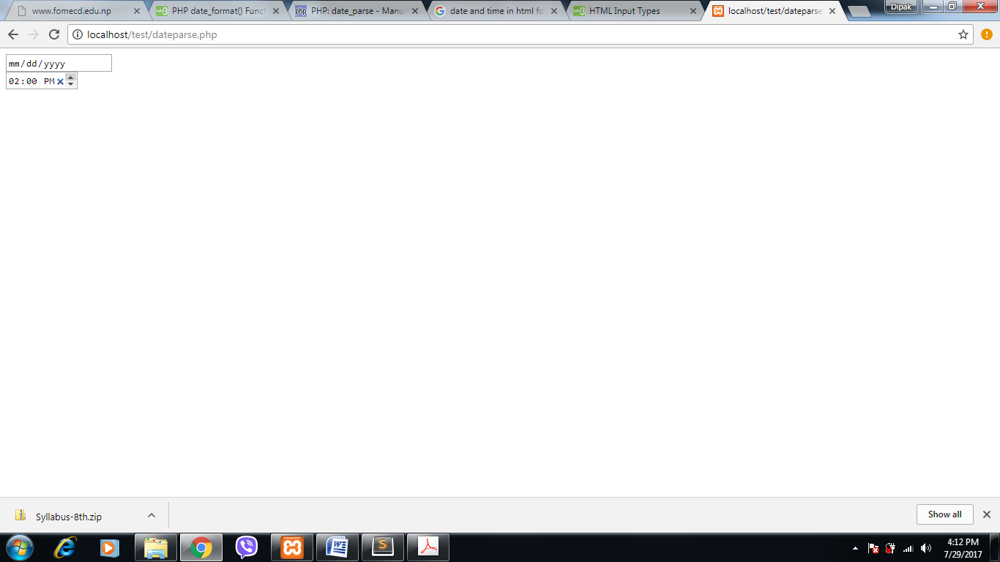 www.fomecd.edu.np
PHP date_format() Funct
php PHP: date_parse - Manu
date and time in html fo
HTML Input Types
localhost/test/dateparse
Dipak
localhost/test/dateparse.php
mm/dd/yyyy
02:00 PM
Syllabus-8th.zip
Show all
4:12 PM
7/29/2017